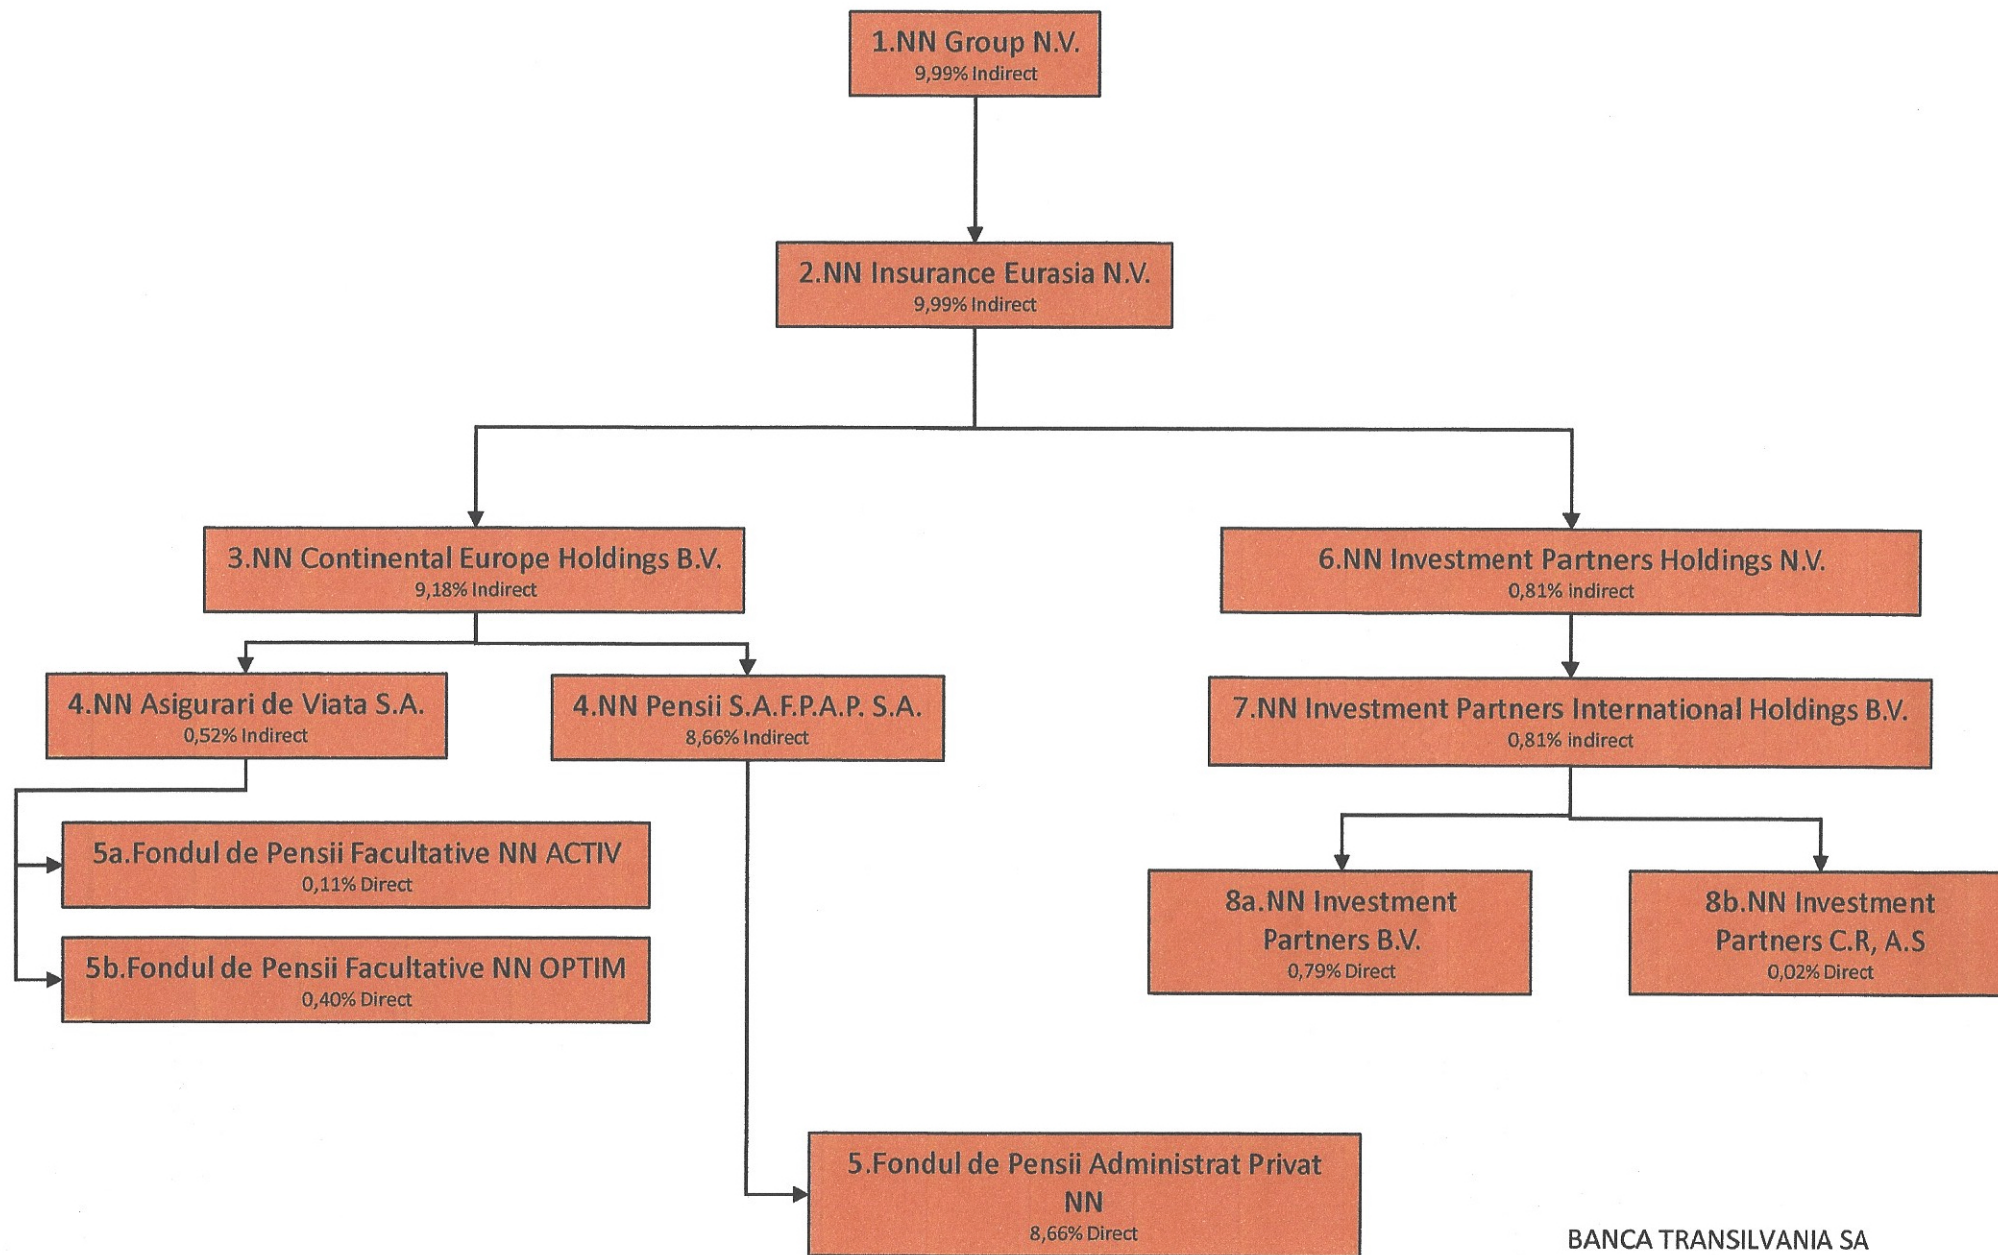 1.NN Group N.V.
9,99% Indirect
2.NN Insurance Eurasia N.V.
9,99% Indirect
3.NN Continental Europe Holdings B.V.
9,18% Indirect
6.NN Investment Partners Holdings N.V.
0,81% indirect
4.NN Asigurari de Viata S.A.
0,52% Indirect
4.NN Pensii S.A.F.P.A.P. S.A.
8,66% Indirect
7.NN Investment Partners International Holdings B.V.
0,81% indirect
5a.Fondul de Pensii Facultative NN ACTIV
0,11% Direct
5b.Fondul de Pensii Facultative NN OPTIM
0,40% Direct
8a.NN Investment
Partners B.V.
0,79% Direct
8b.NN Investment
Partners C.R, A.S
0,02% Direct
5.Fondul de Pensii Administrat Privat
NN
8,66% Direct
BANCA TRANSILVANIA SA